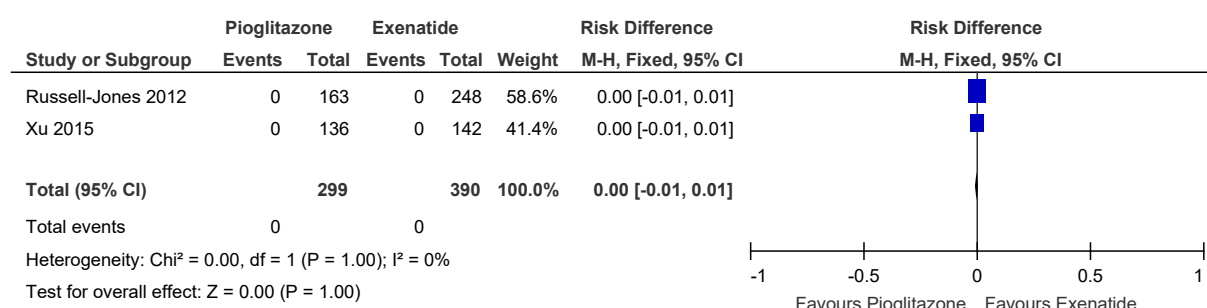 Pioglitazone Exenatide Risk Difference Risk Difference
Study or Subgroup Events Total Events Total Weight M-H, Fixed, 95% CI M-H, Fixed, 95% CI
Russell-Jones 2012 0 163 0 248 58.6% 0.00 [-0.01, 0.01]
Xu 2015 0 136 0 142 41.4% 0.00 [-0.01, 0.01]
Total (95% CI) 299 390 100.0% 0.00 [-0.01, 0.01]
Total events 0 0
Heterogeneity: Chi² = 0.00, df = 1 (P = 1.00); I² = 0%
Test for overall effect: Z = 0.00 (P = 1.00)
-1 -0.5 0 0.5 1
Favours Pioglitazone Favours Exenatide